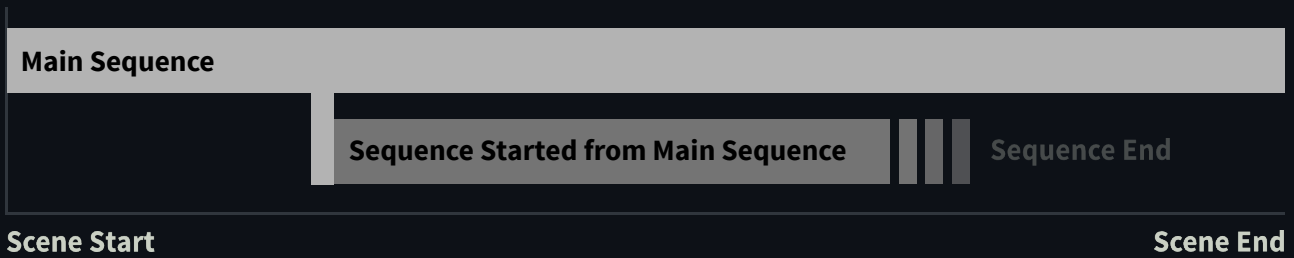 Main Sequence
Sequence Started from Main Sequence
Sequence End
Scene Start
Scene End